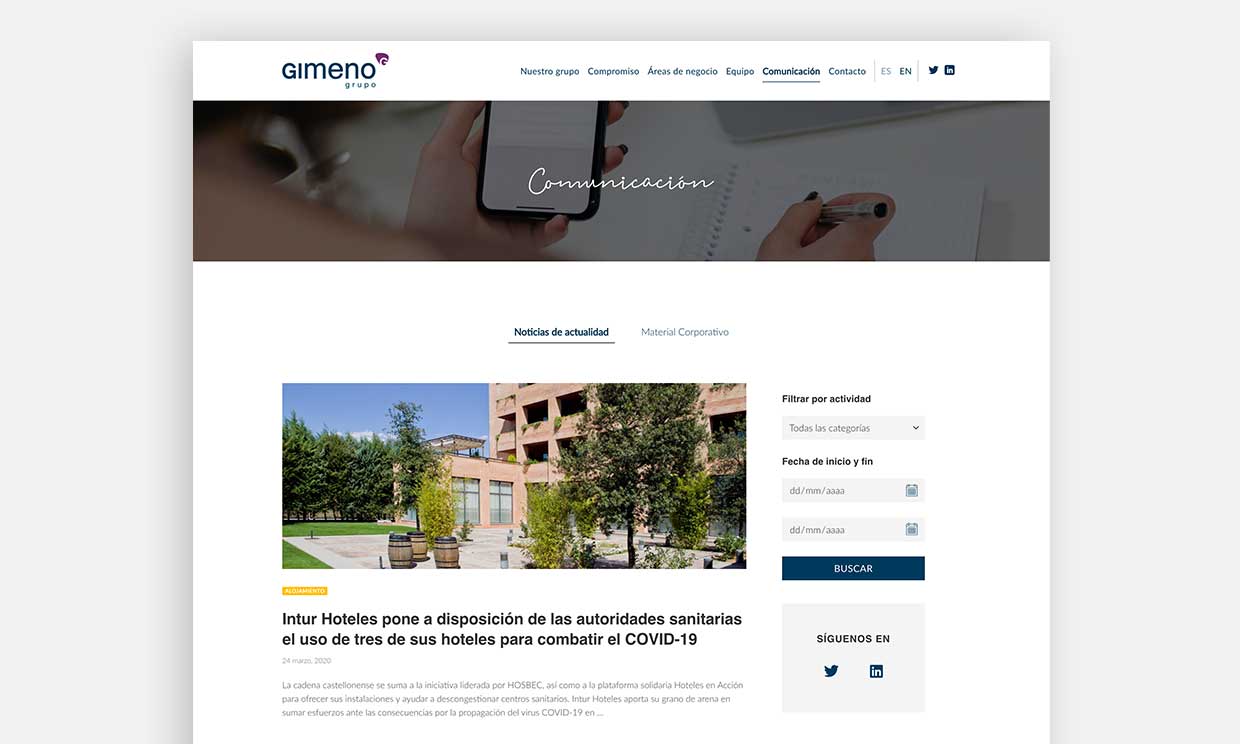 GIMENO
grupo
Nuestro grupo Compromiso Áreas de negocio Equipo Comunicación Contacto ES EN
Comunicación
Noticias de actualidad Material Corporativo
Filtrar por actividad
Todas las categorías
Fecha de inicio y fin
dd/mm/aaaa
dd/mm/aaaa
BUSCAR
ALOJAMIENTO
Intur Hoteles pone a disposición de las autoridades sanitarias
el uso de tres de sus hoteles para combatir el COVID-19
24 marzo, 2020
La cadena castellonense se suma a la iniciativa liderada por HOSBEC, así como a la plataforma solidaria Hoteles en Acción
para ofrecer sus instalaciones y ayudar a descongestionar centros sanitarios. Intur Hoteles aporta su grano de arena en
sumar esfuerzos ante las consecuencias por la propagación del virus COVID-19 en ...
SÍGUENOS EN